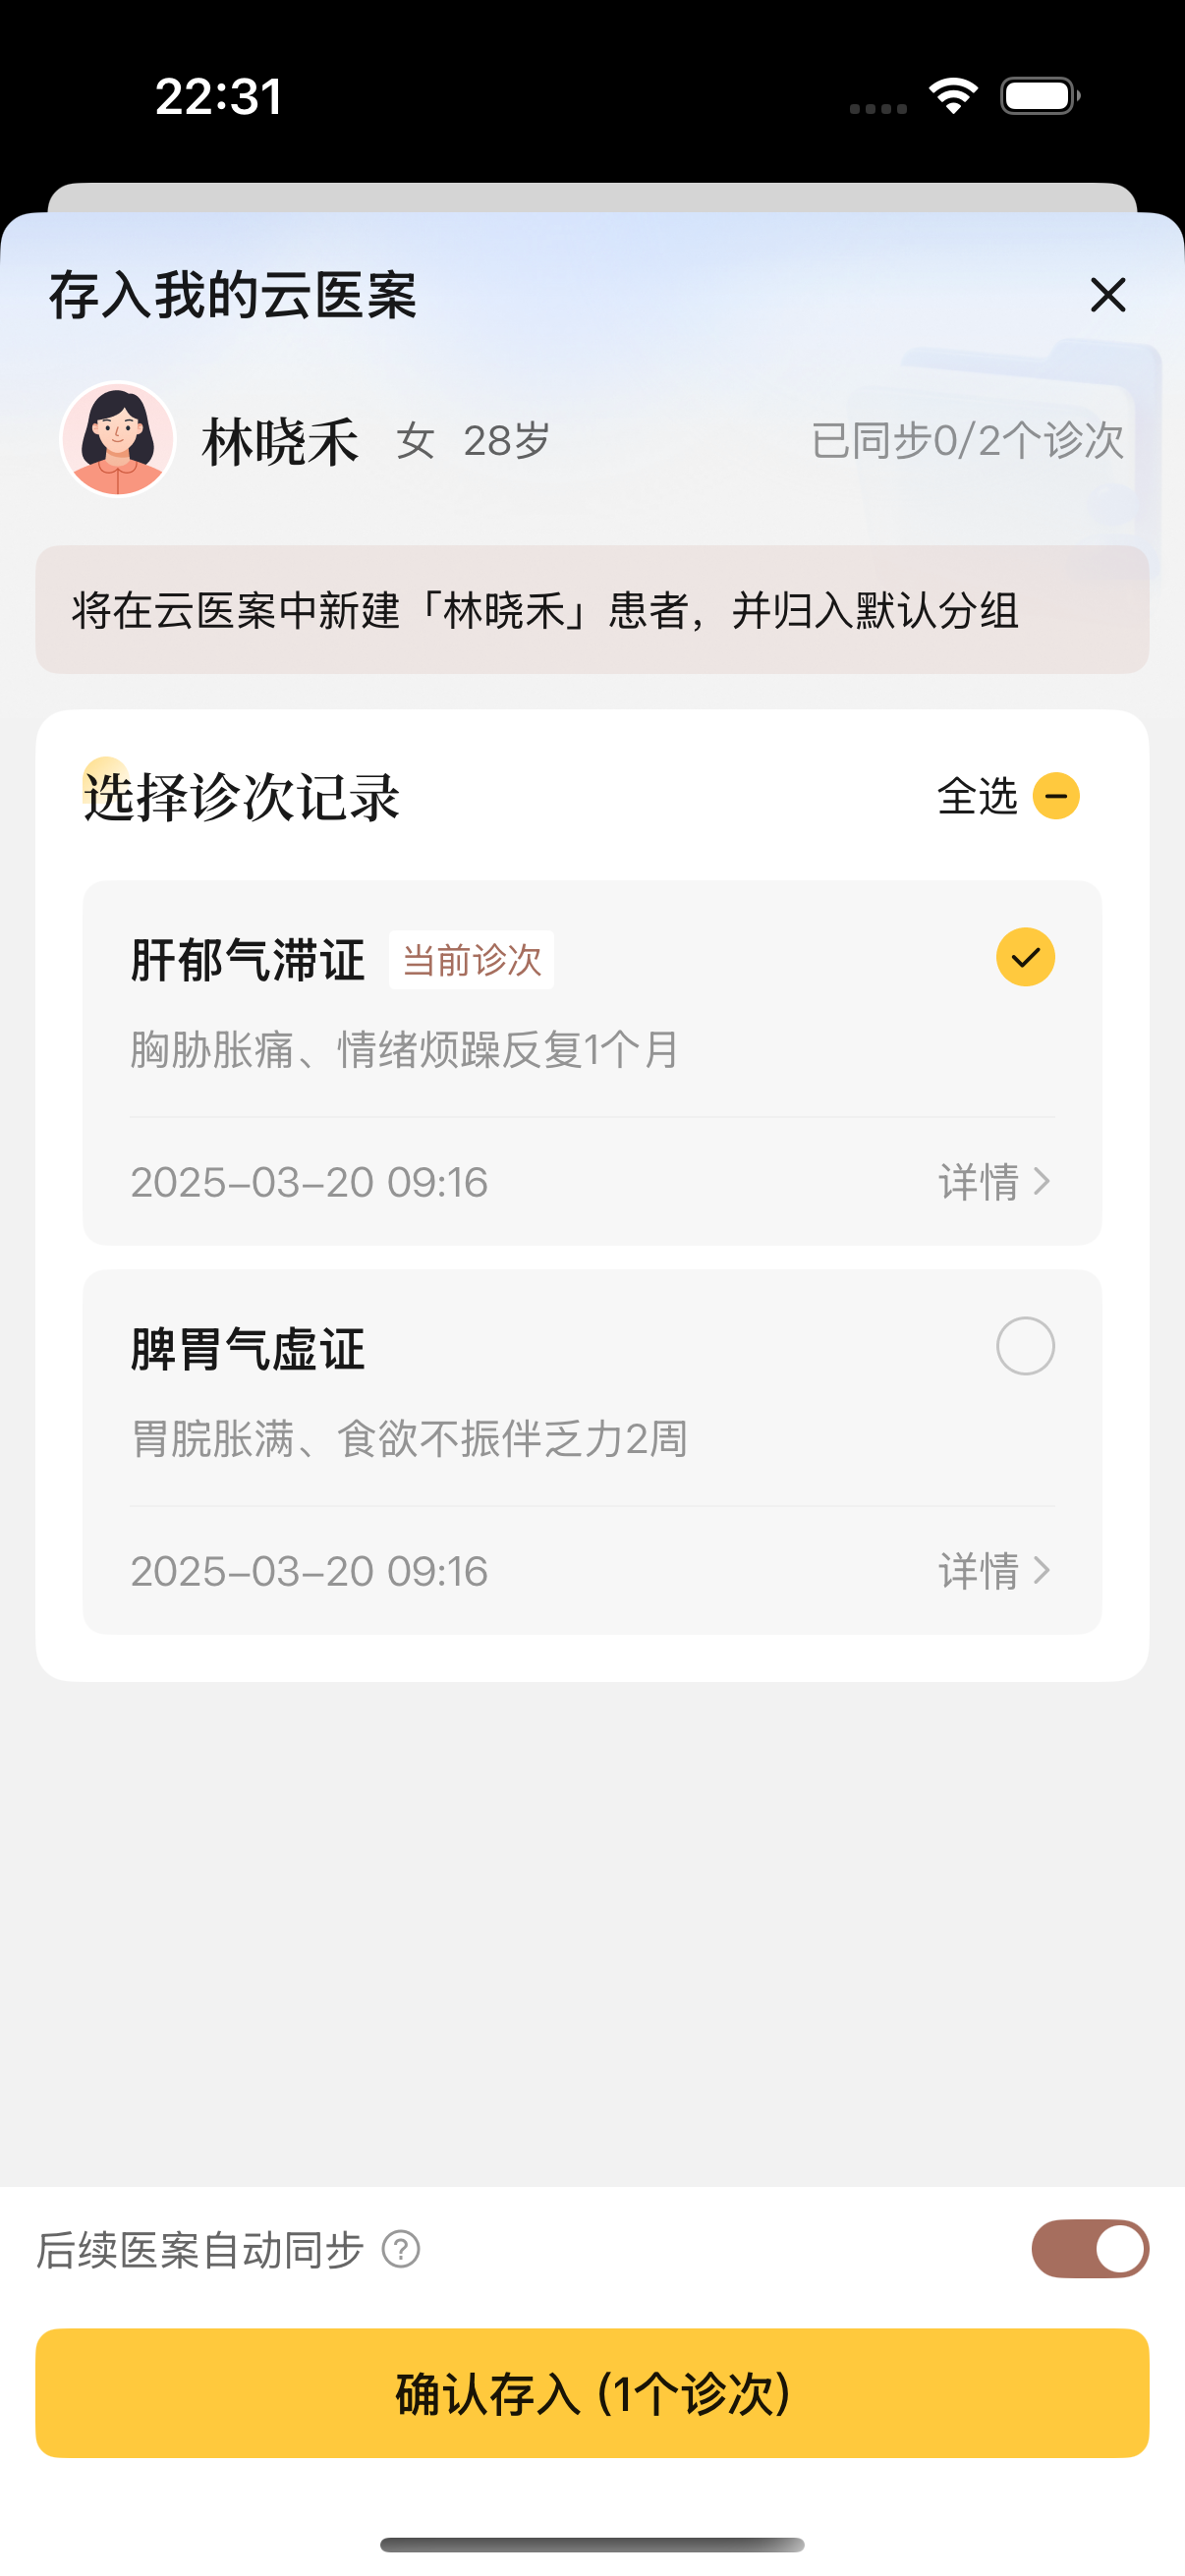 22:31
存入我的云医案
林晓禾 女 28岁 已同步0/2个诊次
将在云医案中新建「林晓禾」患者，并归入默认分组
选择诊次记录 全选
肝郁气滞证 当前诊次
胸胁胀痛、情绪烦躁反复1个月
2025-03-20 09:16 详情
脾胃气虚证
胃脘胀满、食欲不振伴乏力2周
2025-03-20 09:16 详情
后续医案自动同步 ?
确认存入 (1个诊次)